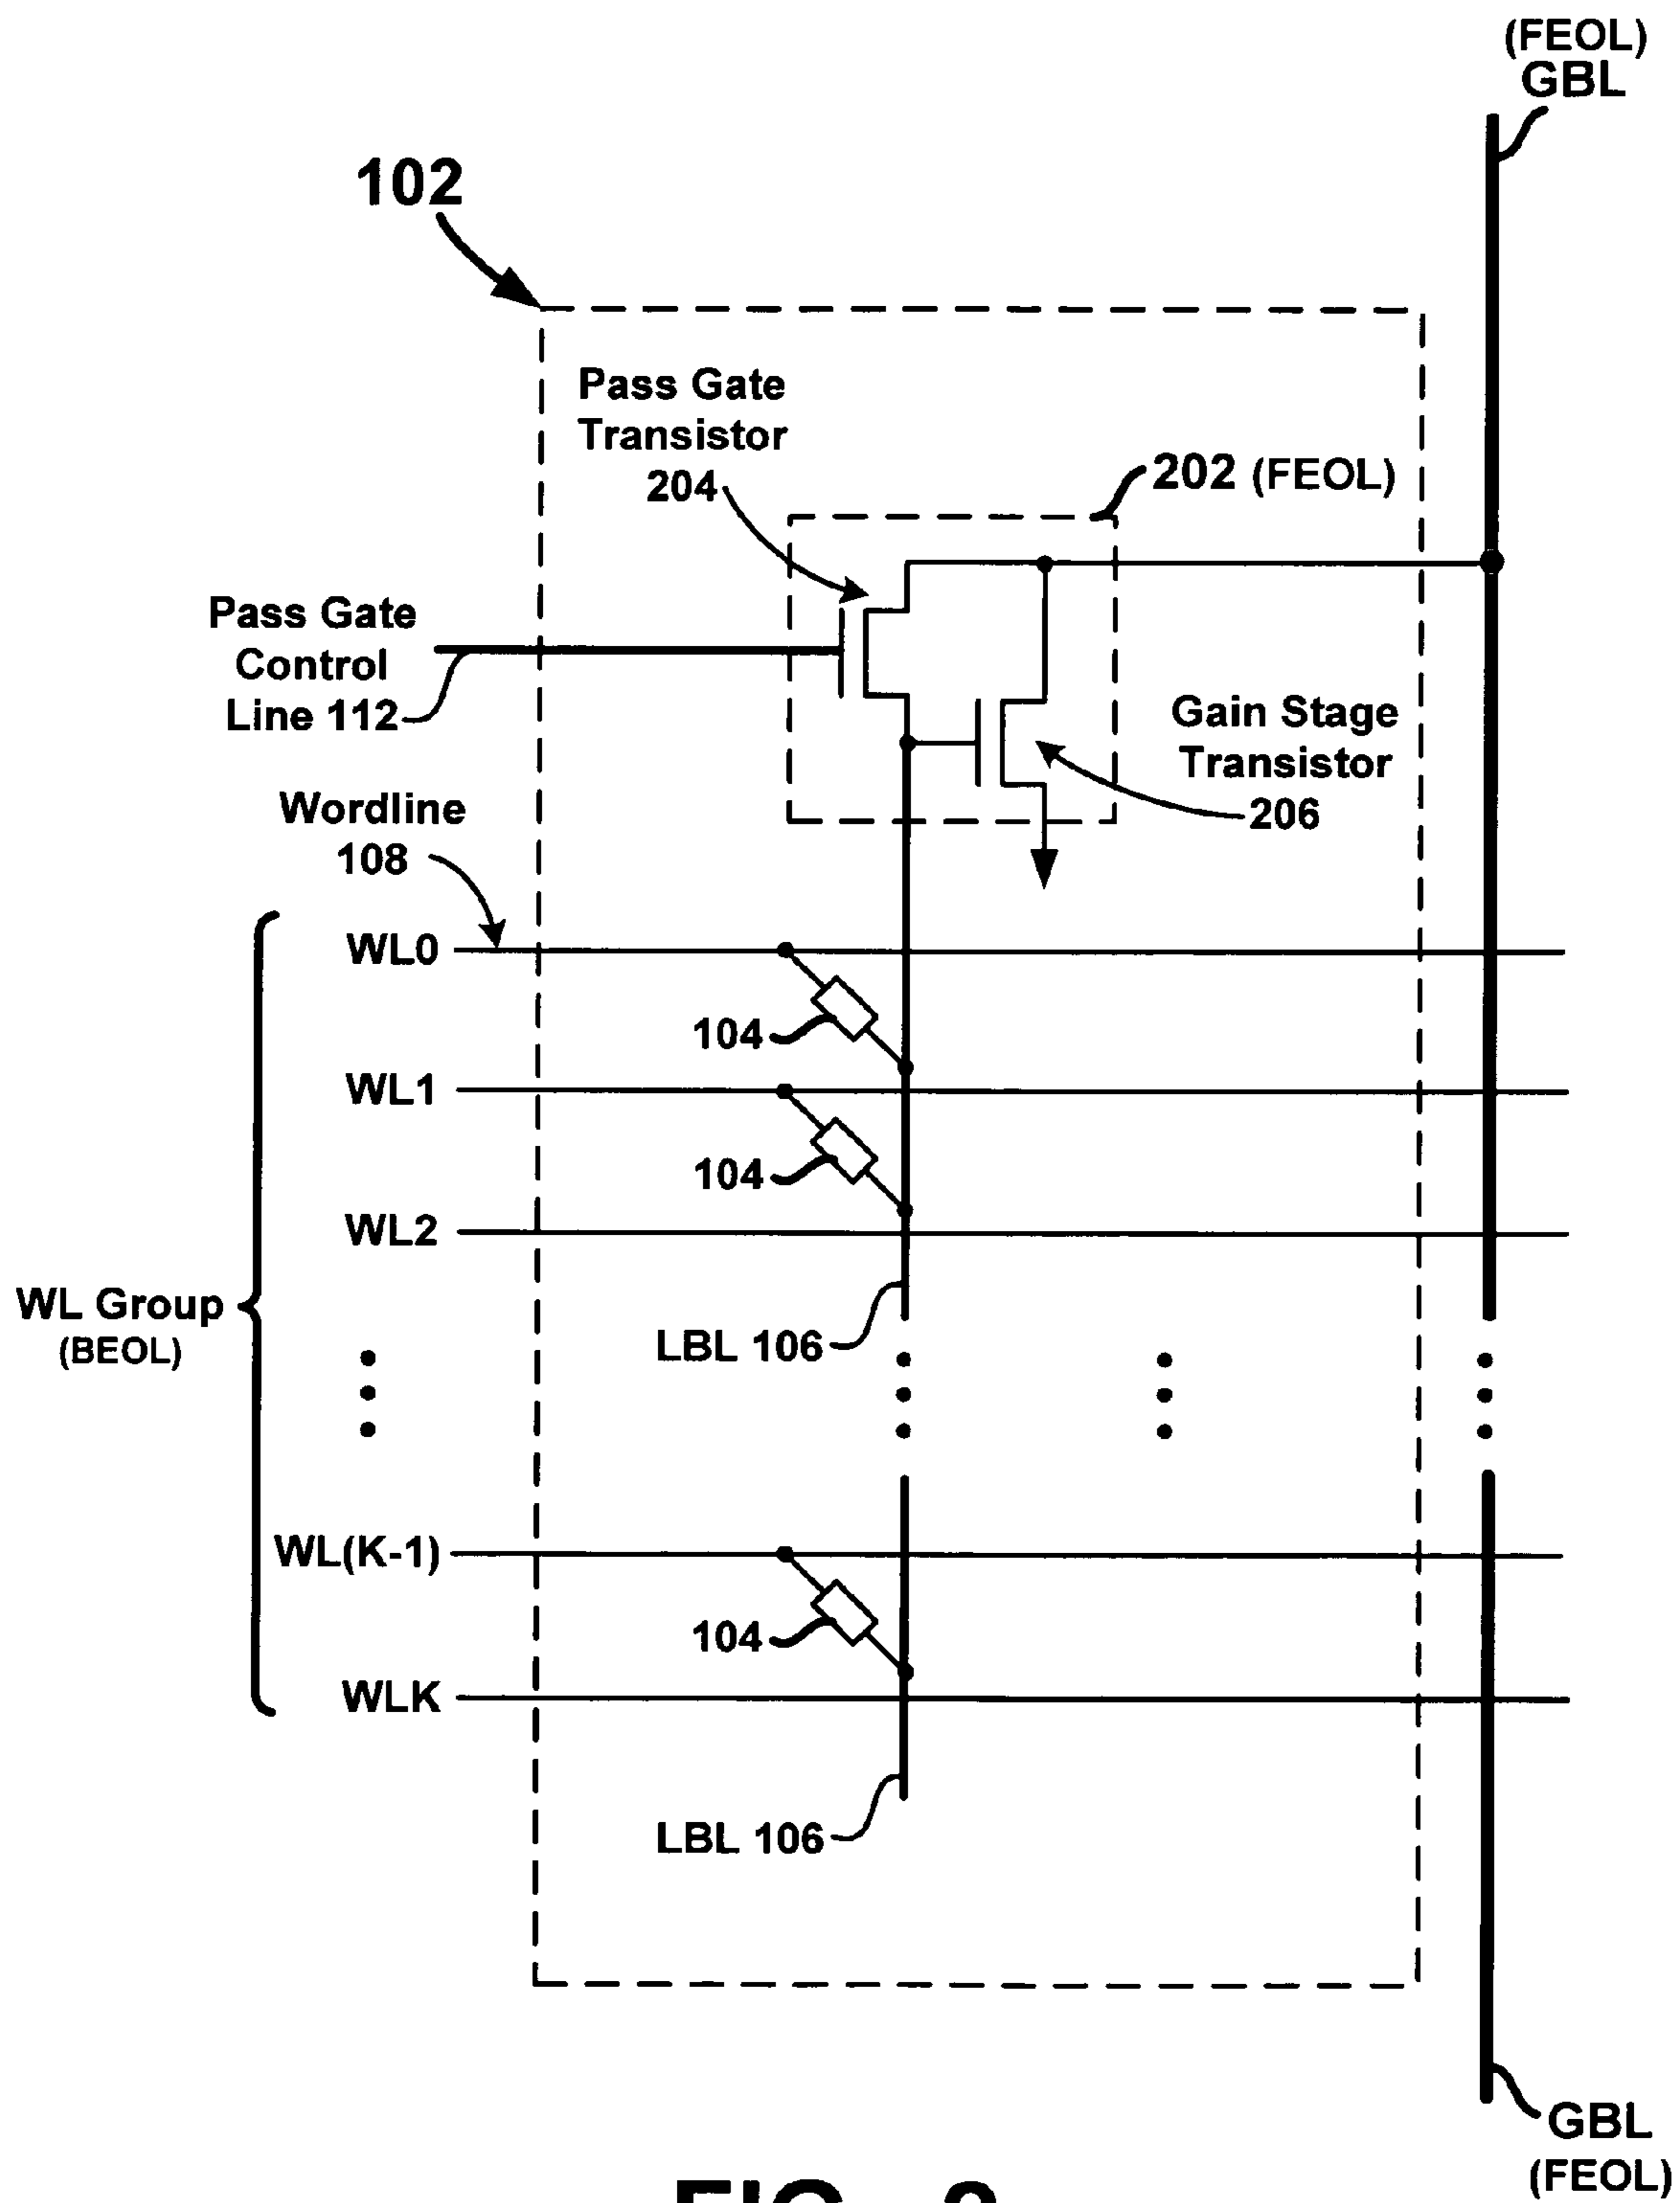 (FEOL)
GBL
102
Pass Gate
Transistor
204
202 (FEOL)
Pass Gate
Control
Line 112
Gain Stage
Transistor
206
Wordline
108
WL0
104
WL1
104
WL2
WL Group
(BEOL)
LBL 106
WL(K-1)
104
WLK
LBL 106
GBL
(FEOL)